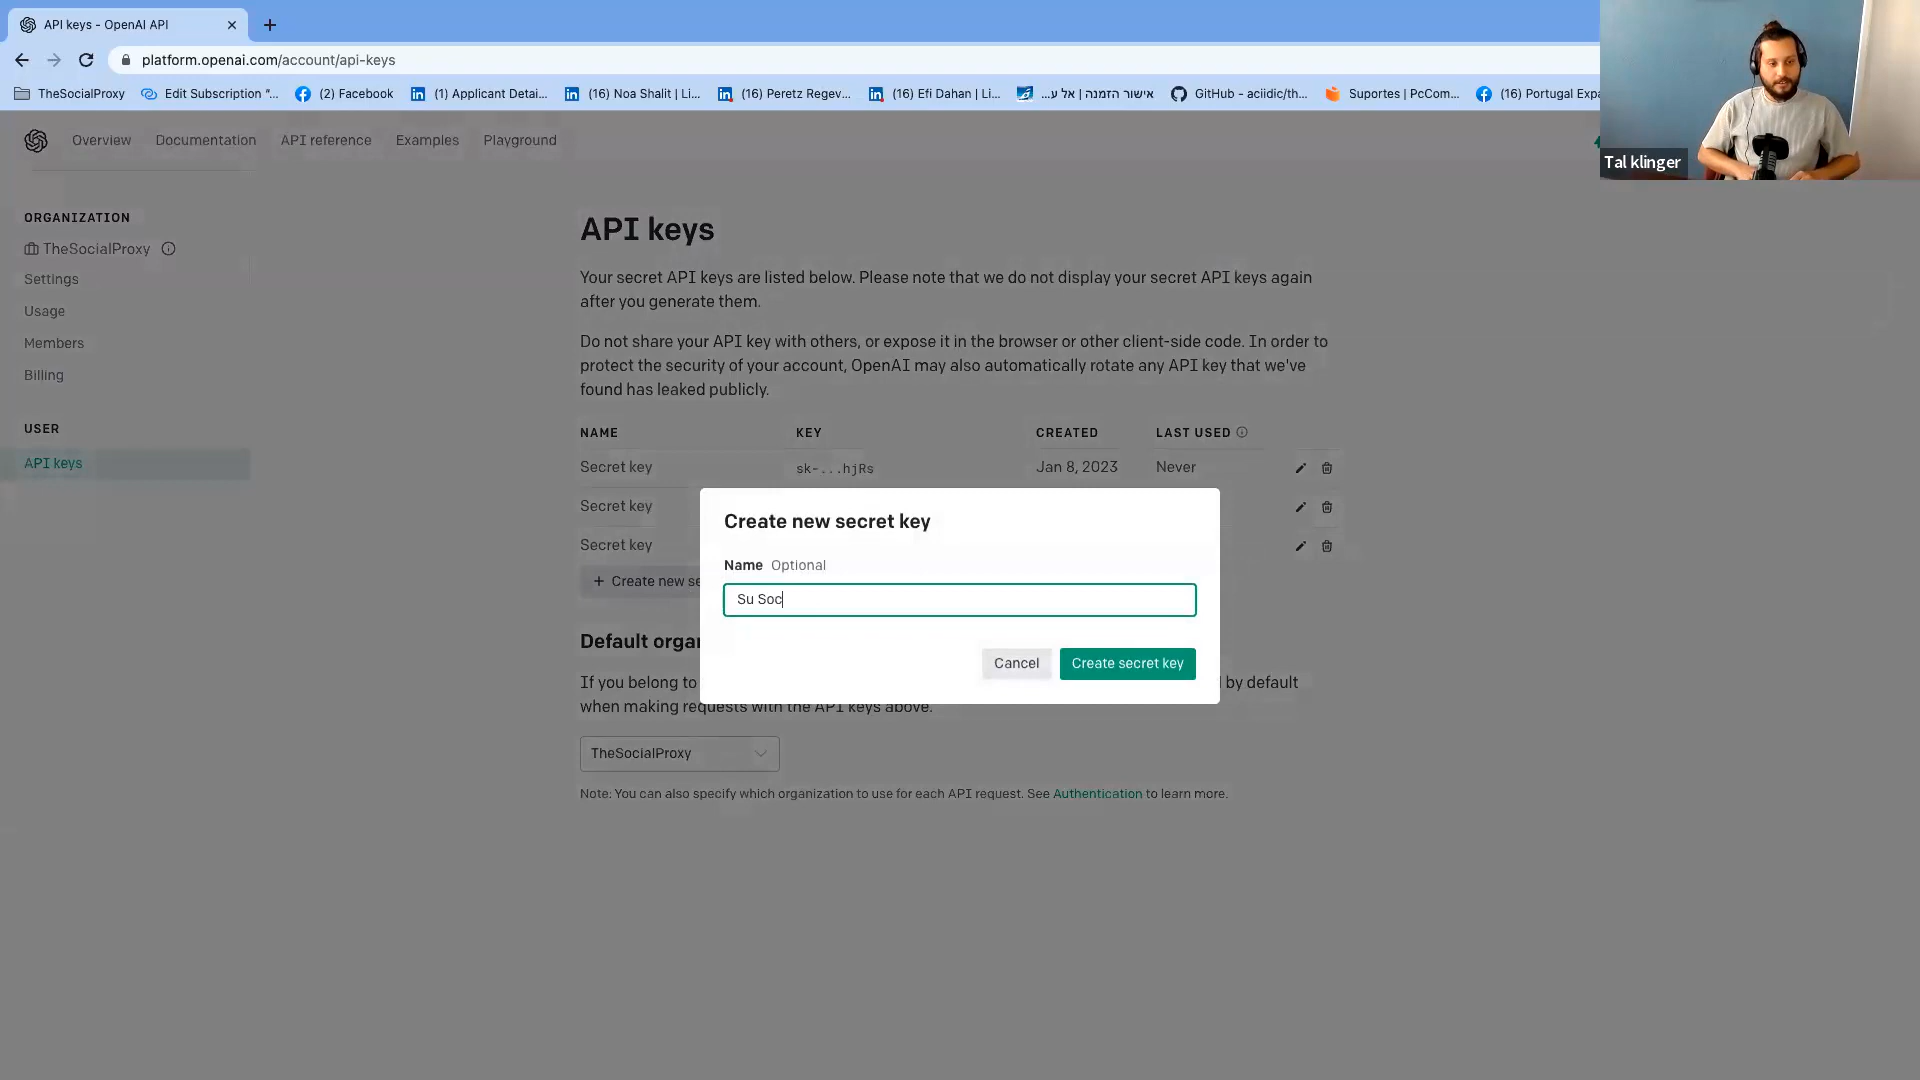 API keys - OpenAI API
platform.openai.com/account/api-keys
TheSocialProxy
Edit Subscription "...
(2) Facebook
(1) Applicant Detai...
(16) Noa Shalit | Li...
(16) Peretz Regev...
(16) Efi Dahan | Li...
אישור הזמנה | אל ע...
GitHub - aciidic/th...
Suportes | PcCom...
(16) Portugal Expa
Overview
Documentation
API reference
Examples
Playground
Tal klinger
ORGANIZATION
TheSocialProxy
Settings
Usage
Members
Billing
USER
API keys
API keys
Your secret API keys are listed below. Please note that we do not display your secret API keys again
after you generate them.
Do not share your API key with others, or expose it in the browser or other client-side code. In order to
protect the security of your account, OpenAI may also automatically rotate any API key that we've
found has leaked publicly.
NAME KEY CREATED LAST USED
Secret key sk-...hjRs Jan 8, 2023 Never
Secret key
Secret key
+ Create new se
Create new secret key
Name Optional
Su Soc
Cancel
Create secret key
Default organ
If you belong to
by default
when making requests with the API keys above.
TheSocialProxy
Note: You can also specify which organization to use for each API request. See Authentication to learn more.